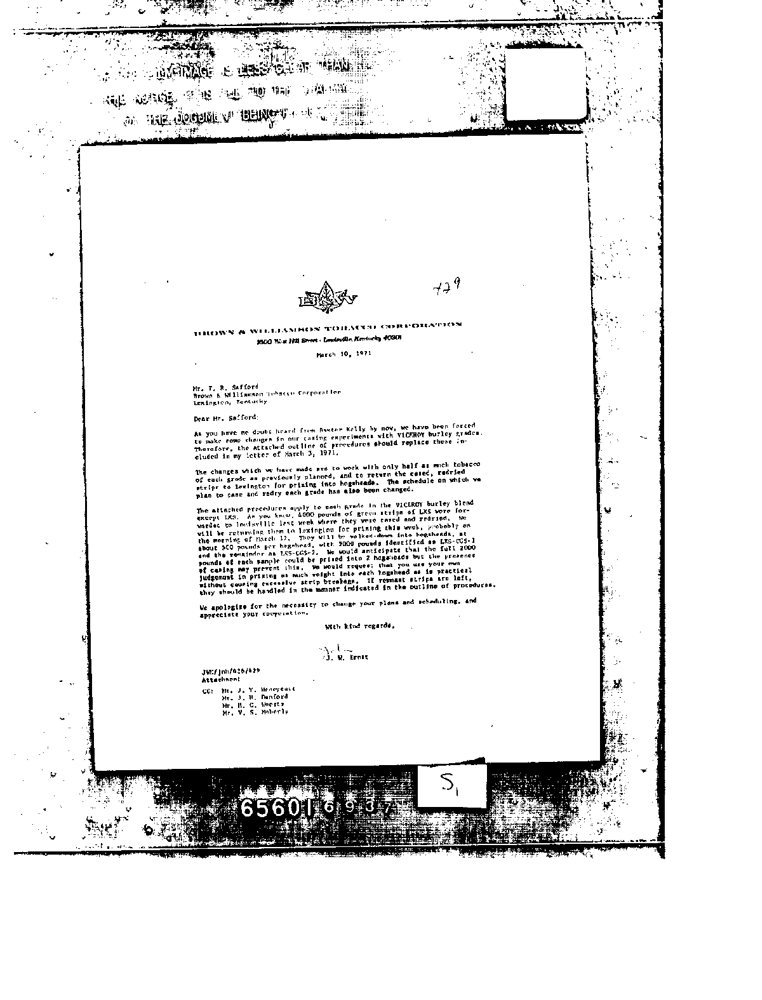 IMAGE IS LESS CLEAR THAN
THE NOTICE, IT IS DUE TO THE QUALITY
OF THE DOCUMENT BEING
B&W
429
BROWN & WILLIAMSON TOBACCO CORPORATION
1600 West Hill Street · Louisville, Kentucky 40201
March 10, 1971
Mr. T. R. Safford
Brown & Williamson Tobacco Corporation
Lexington, Kentucky
Dear Mr. Safford:
As you have no doubt heard from Baxter Kelly by now, we have been forced
to make some changes in our casing experiments with VICEROY burley grades.
Therefore, the attached outline of procedures should replace those in-
cluded in my letter of March 3, 1971.
The changes which we have made are to work with only half as much tobacco
of each grade as previously planned, and to return the cased, redried
strips to Lexington for prizing into hogsheads. The schedule on which we
plan to case and redry each grade has also been changed.
The attached procedures apply to each grade in the VICEROY burley blend
except LKS. As you know, 4000 pounds of green strips of LKS were for-
warded to Louisville last week where they were cased and redried. We
will be returning them to Lexington for prizing this week, probably on
the morning of March 12. They will be walked-down into hogsheads, at
about 500 pounds per hogshead, with 2000 pounds identified as LKS-CGS-1
and the remainder as LKS-CGS-2. We would anticipate that the full 2000
pounds of each sample could be prized into 2 hogsheads but the presence
of casing may prevent this. We would request that you use your own
judgement in prizing as much weight into each hogshead as is practical
without causing excessive strip breakage. If remnant strips are left,
they should be handled in the manner indicated in the outline of procedures.
We apologize for the necessity to change your plans and scheduling, and
appreciate your cooperation.
With kind regards,
J. W. Ernst
JWE/jnh/026/429
Attachment
CC: Mr. J. Y.
Mr. J. H. Danford
Mr. H. C.
Mr. V. S. Moberly
S1
656016937